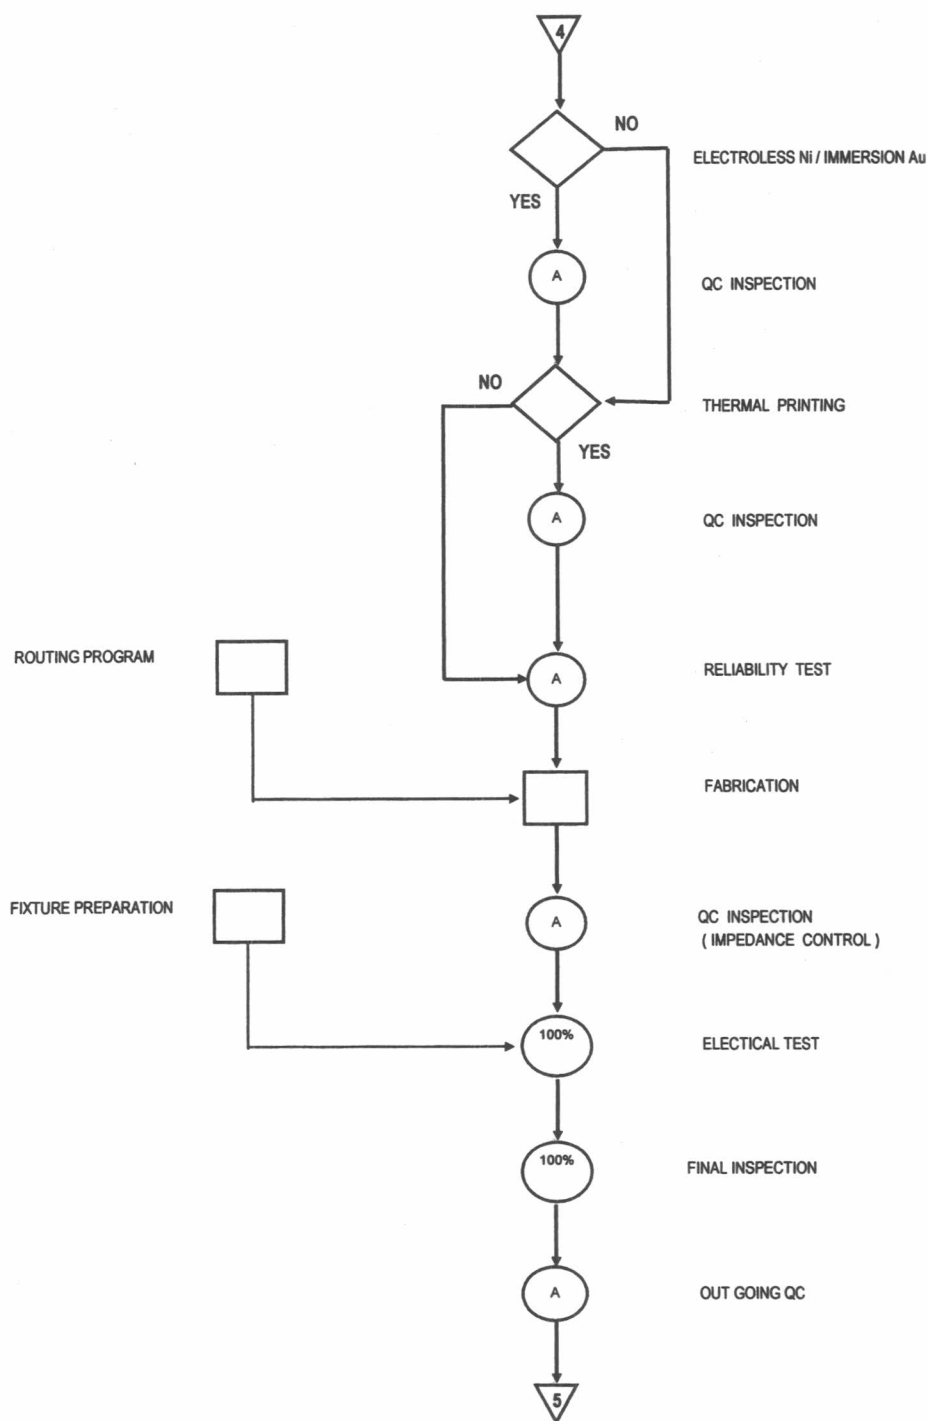 4
NO
ELECTROLESS Ni / IMMERSION Au
YES
A
QC INSPECTION
NO
THERMAL PRINTING
YES
A
QC INSPECTION
ROUTING PROGRAM
A
RELIABILITY TEST
FABRICATION
FIXTURE PREPARATION
A
QC INSPECTION
( IMPEDANCE CONTROL )
100%
ELECTICAL TEST
100%
FINAL INSPECTION
A
OUT GOING QC
5